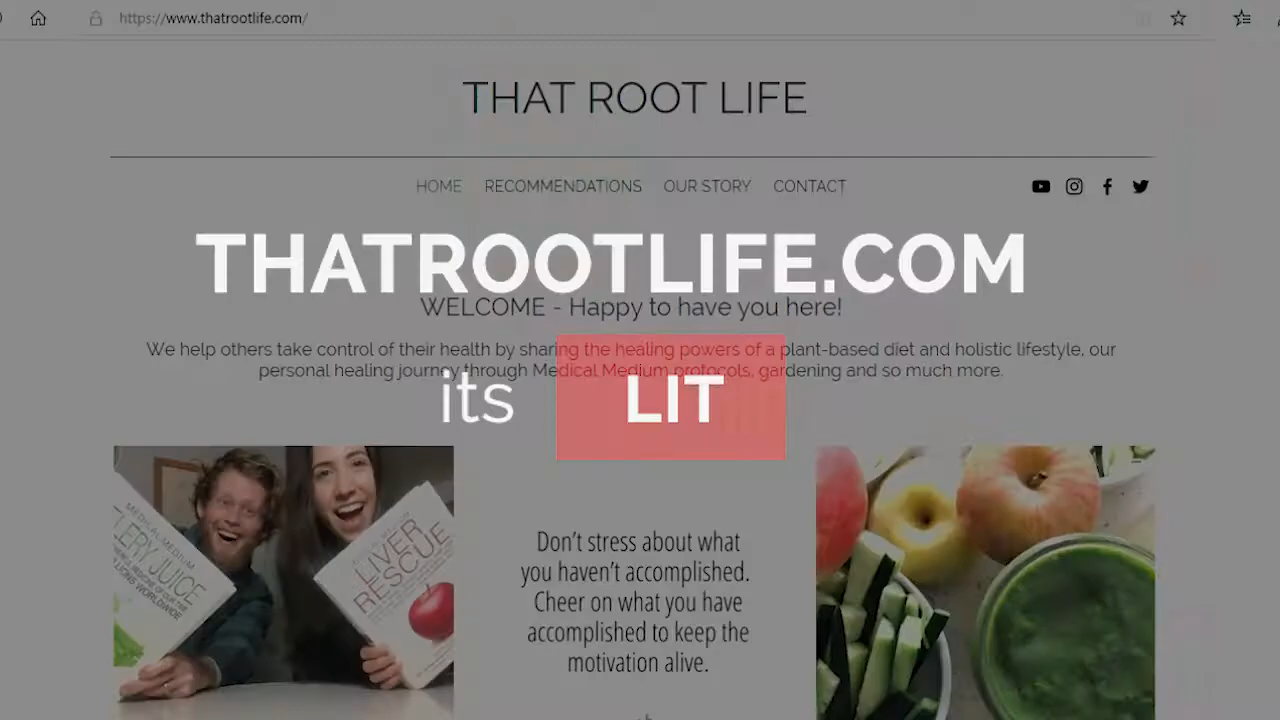 https://www.thatrootlife.com/
THAT ROOT LIFE
HOME RECOMMENDATIONS OUR STORY CONTACT
THATROOTLIFE.COM
WELCOME - Happy to have you here!
We help others take control of their health by sharing the healing powers of a plant-based diet and holistic lifestyle, our
personal healing journey through Medical Medium protocols, gardening and so much more.
its LIT
MEDICAL MEDIUM
CELERY JUICE
LIVER
RESCUE
Don't stress about what
you haven't accomplished.
Cheer on what you have
accomplished to keep the
motivation alive.